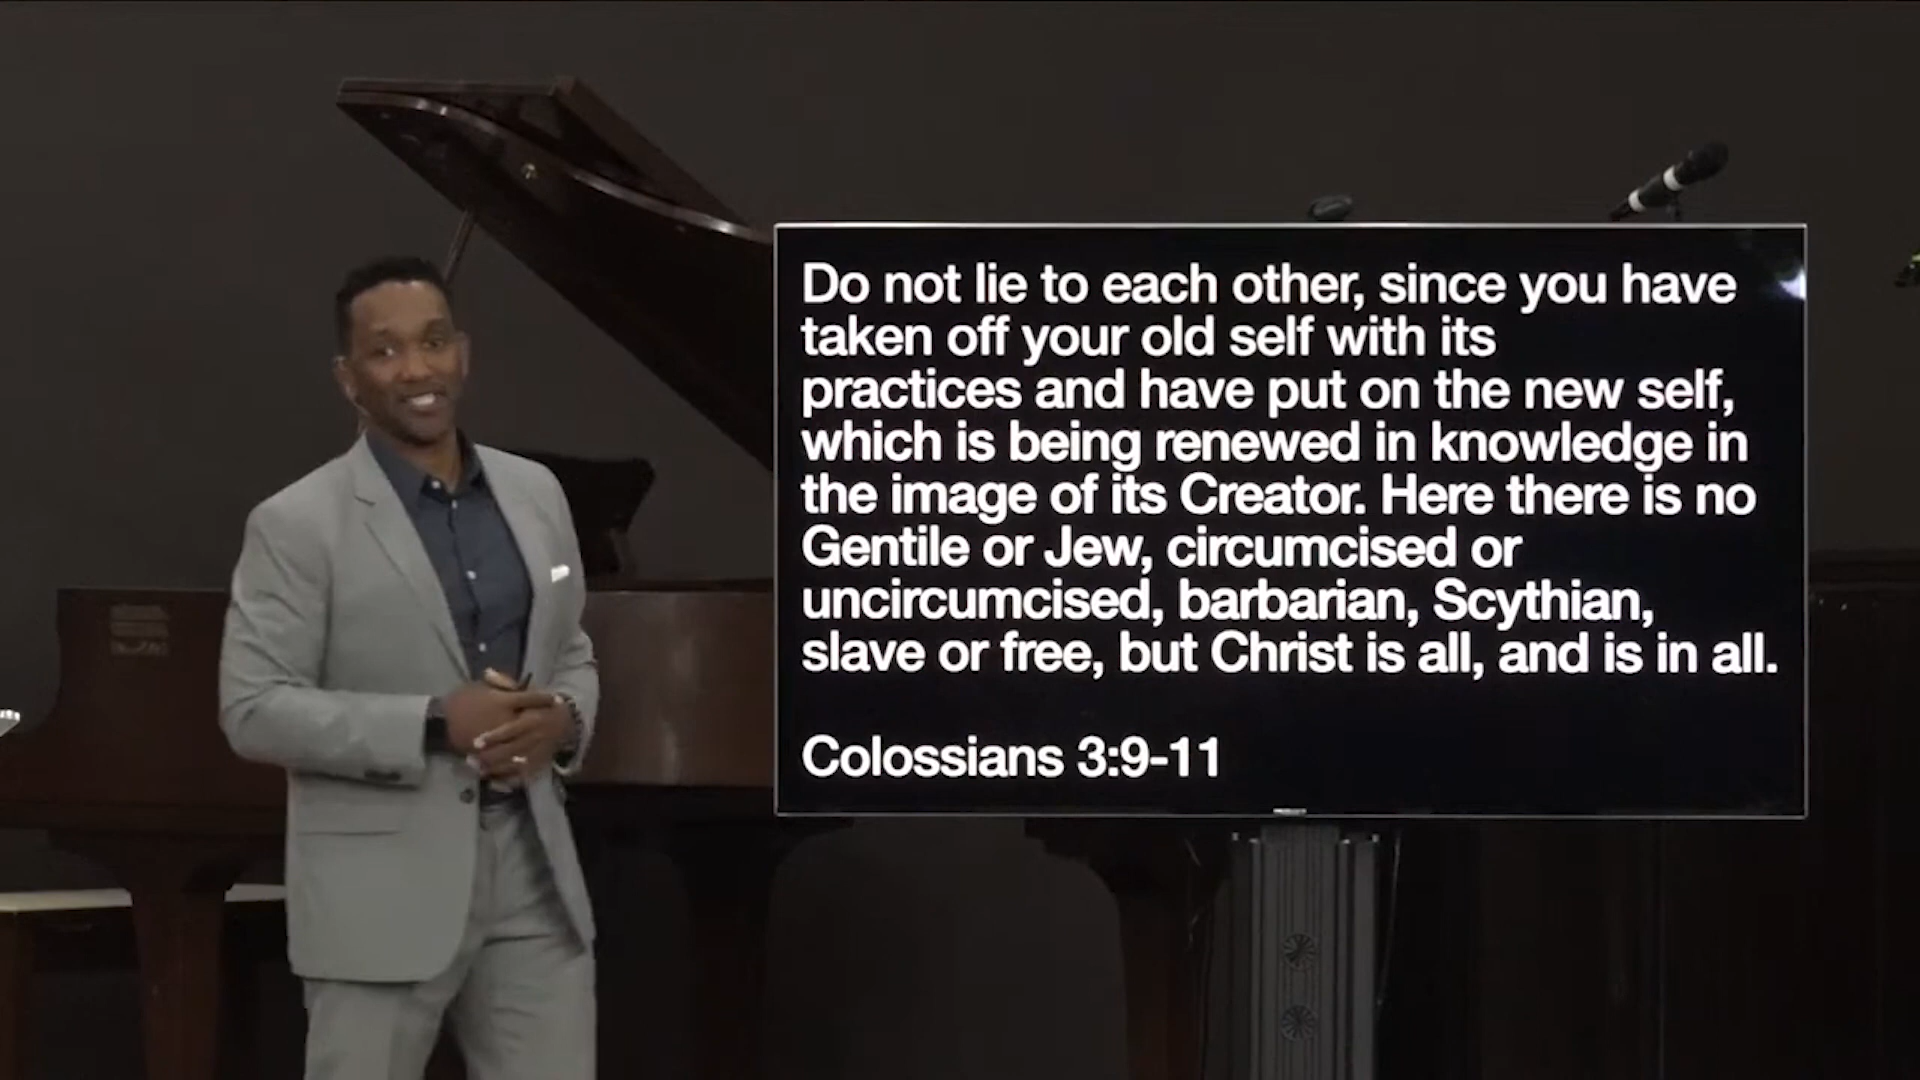 Do not lie to each other, since you have
taken off your old self with its
practices and have put on the new self,
which is being renewed in knowledge in
the image of its Creator. Here there is no
Gentile or Jew, circumcised or
uncircumcised, barbarian, Scythian,
slave or free, but Christ is all, and is in all.
Colossians 3:9-11